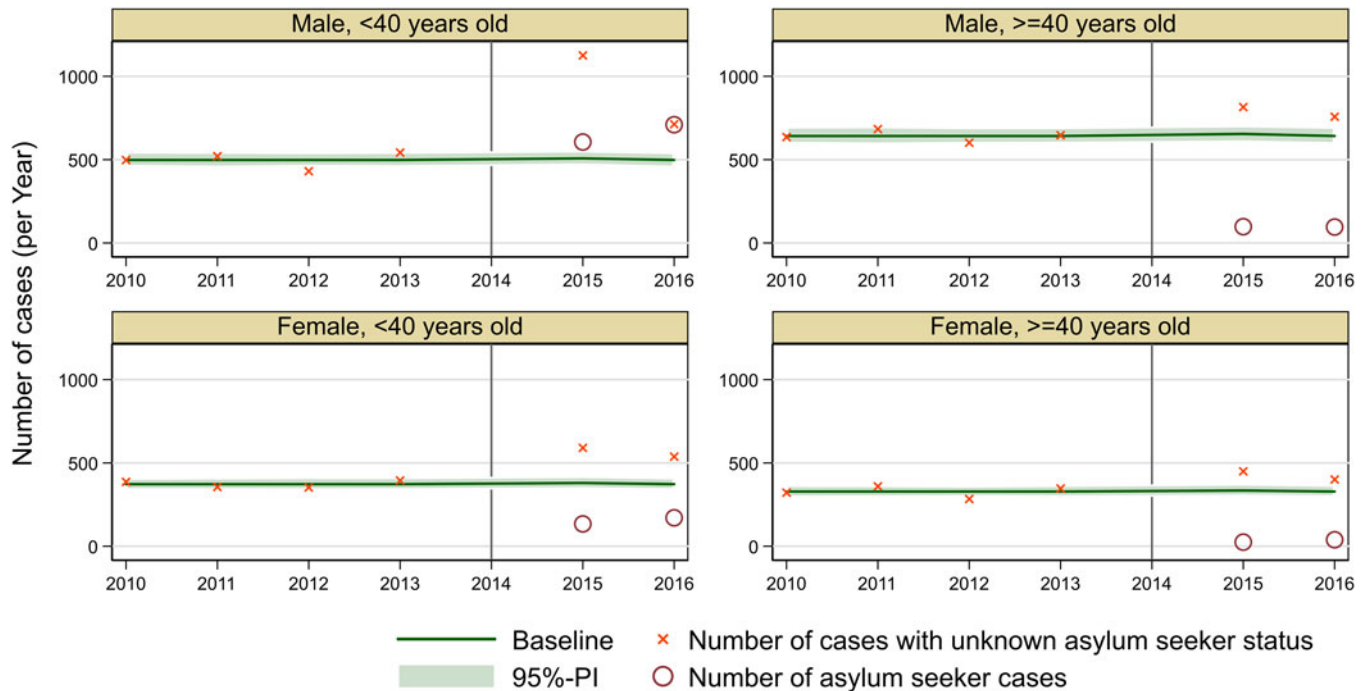 Male, <40 years old
Male, >=40 years old
Number of cases (per Year)
1000
500
0
2010 2011 2012 2013 2014 2015 2016
1000
500
0
2010 2011 2012 2013 2014 2015 2016
Female, <40 years old
Female, >=40 years old
1000
500
0
2010 2011 2012 2013 2014 2015 2016
1000
500
0
2010 2011 2012 2013 2014 2015 2016
Baseline
Number of cases with unknown asylum seeker status
95%-PI
Number of asylum seeker cases